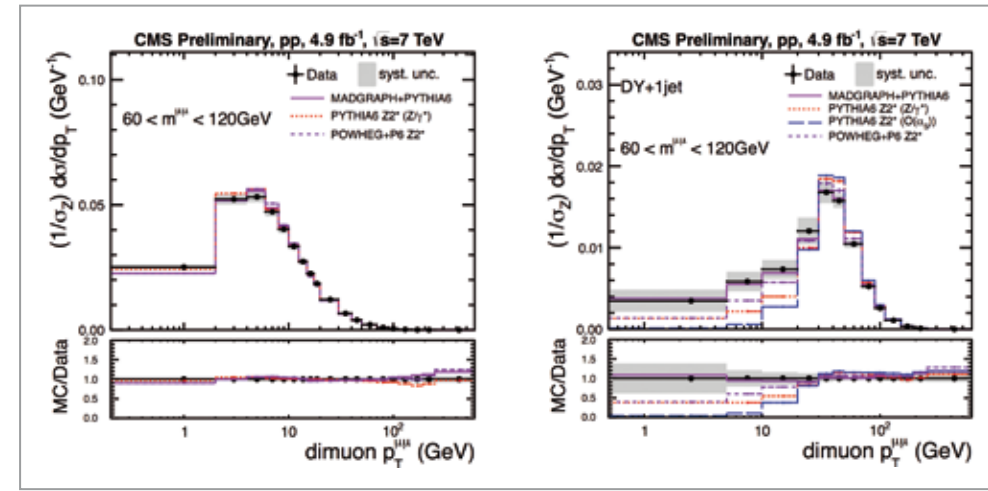 CMS Preliminary, pp, 4.9 fb⁻¹, √s=7 TeV
0.10
0.05
0.00
(1/σ_Z) dσ/dp_T (GeV⁻¹)
Data syst. unc.
MADGRAPH+PYTHIA6
PYTHIA6 Z2* (Z/γ*)
POWHEG+P6 Z2*
60 < m^μμ < 120GeV
MC/Data
2.0
1.5
1.0
0.5
0.0
1 10 10²
dimuon p_T^μμ (GeV)
CMS Preliminary, pp, 4.9 fb⁻¹, √s=7 TeV
0.03
0.02
0.01
0.00
(1/σ_Z) dσ/dp_T (GeV⁻¹)
Data syst. unc.
DY+1jet
MADGRAPH+PYTHIA6
PYTHIA6 Z2* (Z/γ*)
PYTHIA6 Z2* (O(α_s))
POWHEG+P6 Z2*
60 < m^μμ < 120GeV
MC/Data
2.0
1.5
1.0
0.5
0.0
1 10 10²
dimuon p_T^μμ (GeV)